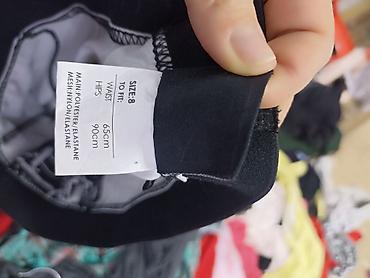 SIZE:8
TO FIT:
WAIST 65cm
HIPS 90cm
MAIN:POLYESTER/ELASTANE
MESH:NYLON/ELASTANE